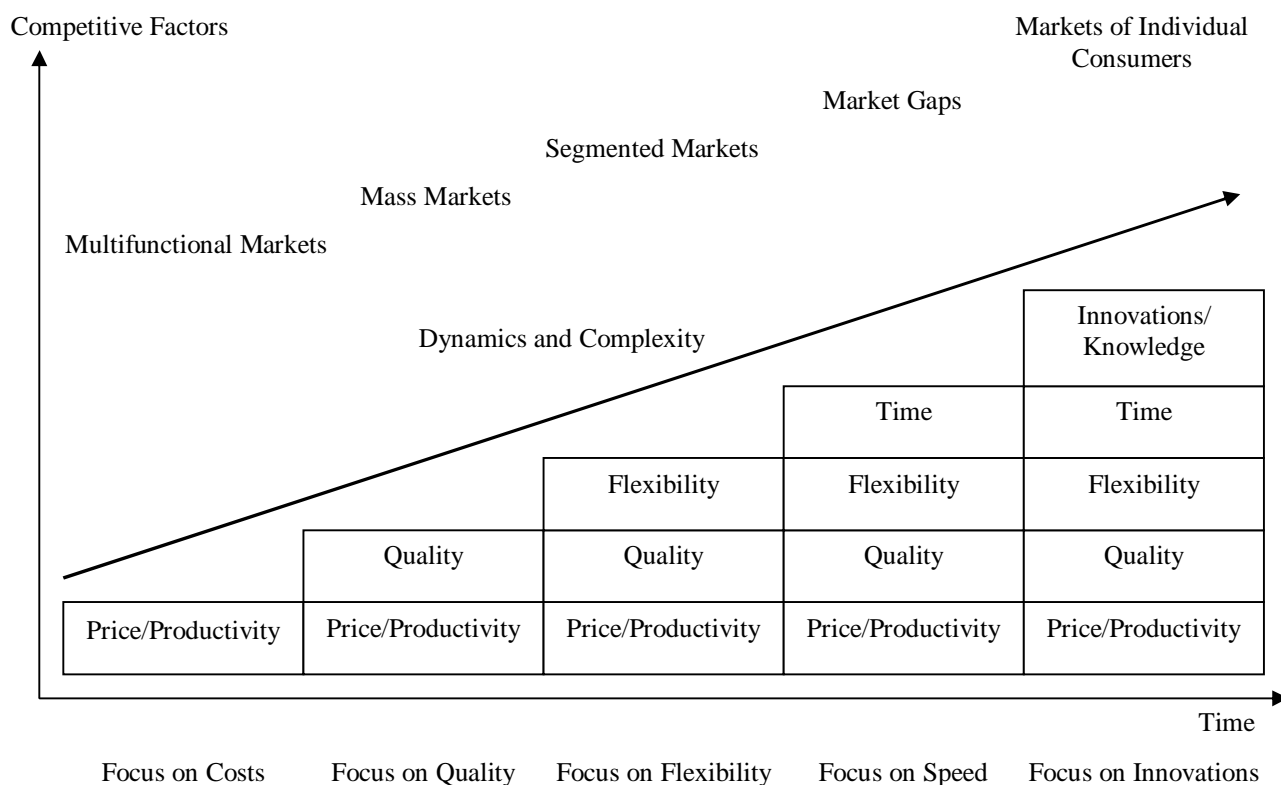 Competitive Factors
Markets of Individual
Consumers
Market Gaps
Segmented Markets
Mass Markets
Multifunctional Markets
Dynamics and Complexity
Innovations/
Knowledge
Time
Time
Flexibility
Flexibility
Flexibility
Quality
Quality
Quality
Quality
Price/Productivity
Price/Productivity
Price/Productivity
Price/Productivity
Price/Productivity
Time
Focus on Costs
Focus on Quality
Focus on Flexibility
Focus on Speed
Focus on Innovations